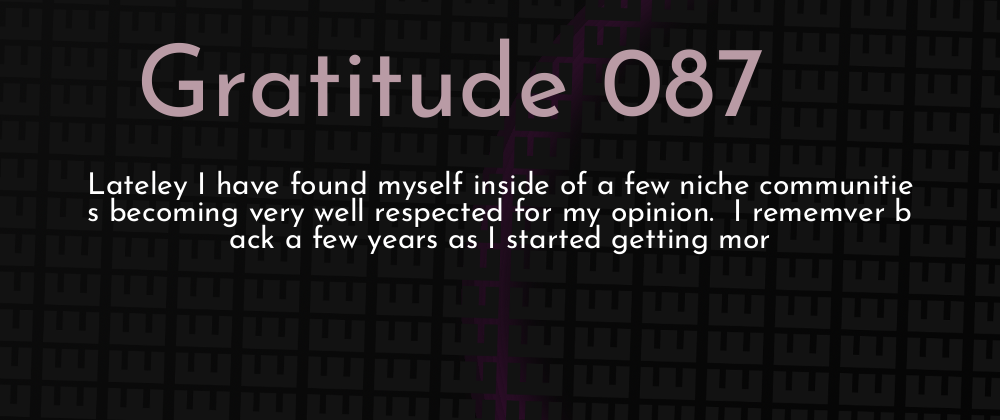 Gratitude 087
Lateley I have found myself inside of a few niche communitie
s becoming very well respected for my opinion.  I rememver b
ack a few years as I started getting mor